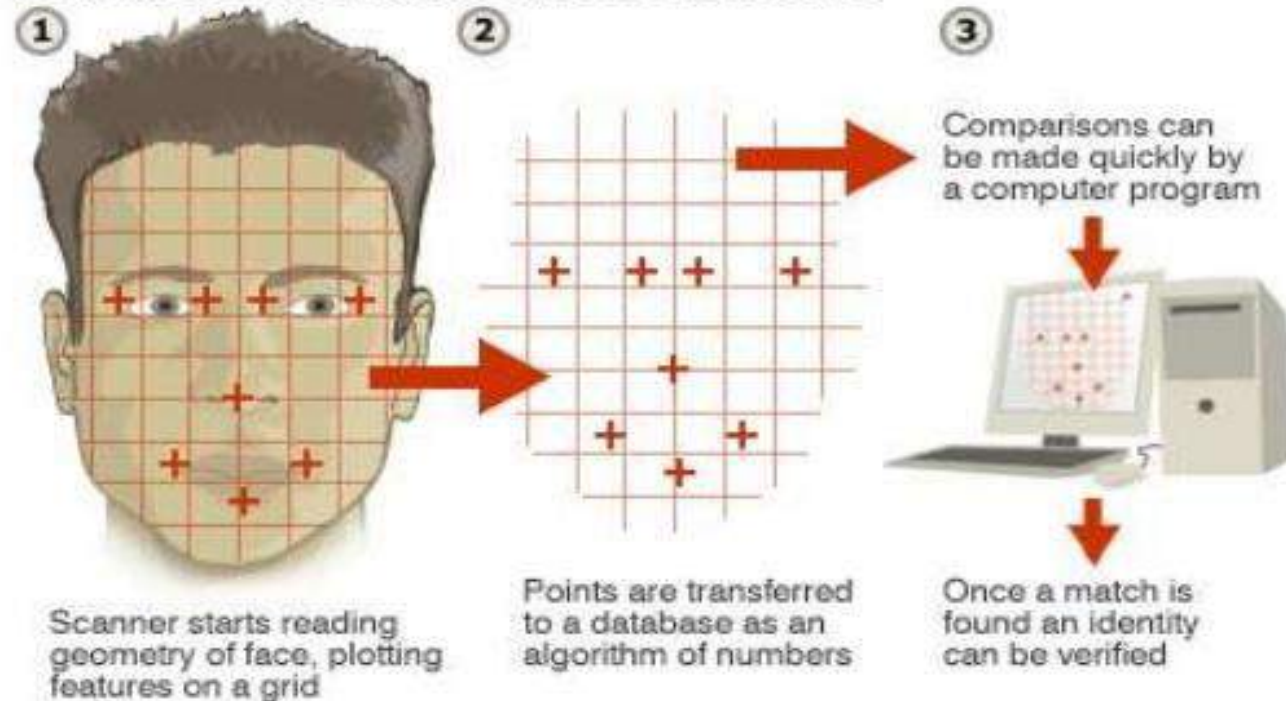 1
2
3
Comparisons can
be made quickly by
a computer program
Scanner starts reading
geometry of face, plotting
features on a grid
Points are transferred
to a database as an
algorithm of numbers
Once a match is
found an identity
can be verified